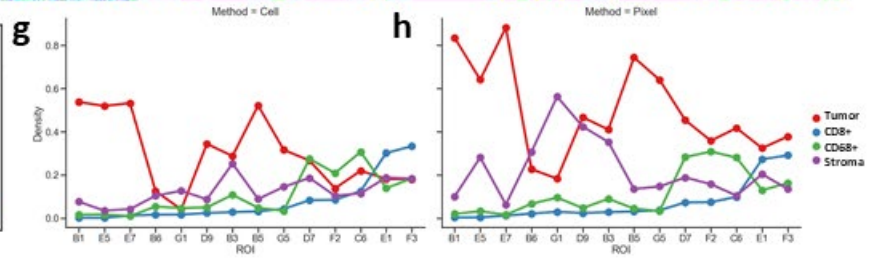 g
Method = Cell
Density
0.8
0.6
0.4
0.2
0.0
B1 E5 E7 B6 G1 D9 B3 B5 G5 D7 F2 C6 E1 F3
ROI
h
Method = Pixel
B1 E5 E7 B6 G1 D9 B3 B5 G5 D7 F2 C6 E1 F3
ROI
Tumor
CD8+
CD68+
Stroma